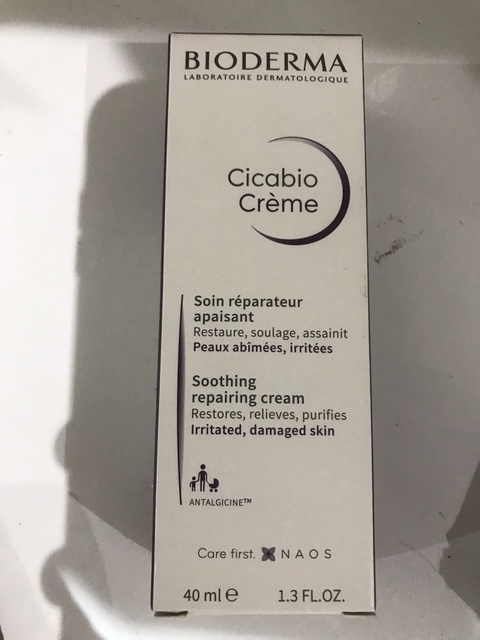 BIODERMA
LABORATOIRE DERMATOLOGIQUE
Cicabio
Crème
Soin réparateur
apaisant
Restaure, soulage, assainit
Peaux abîmées, irritées
Soothing
repairing cream
Restores, relieves, purifies
Irritated, damaged skin
ANTALGICINE™
Care first. NAOS
40 ml ℮ 1.3 FL.OZ.